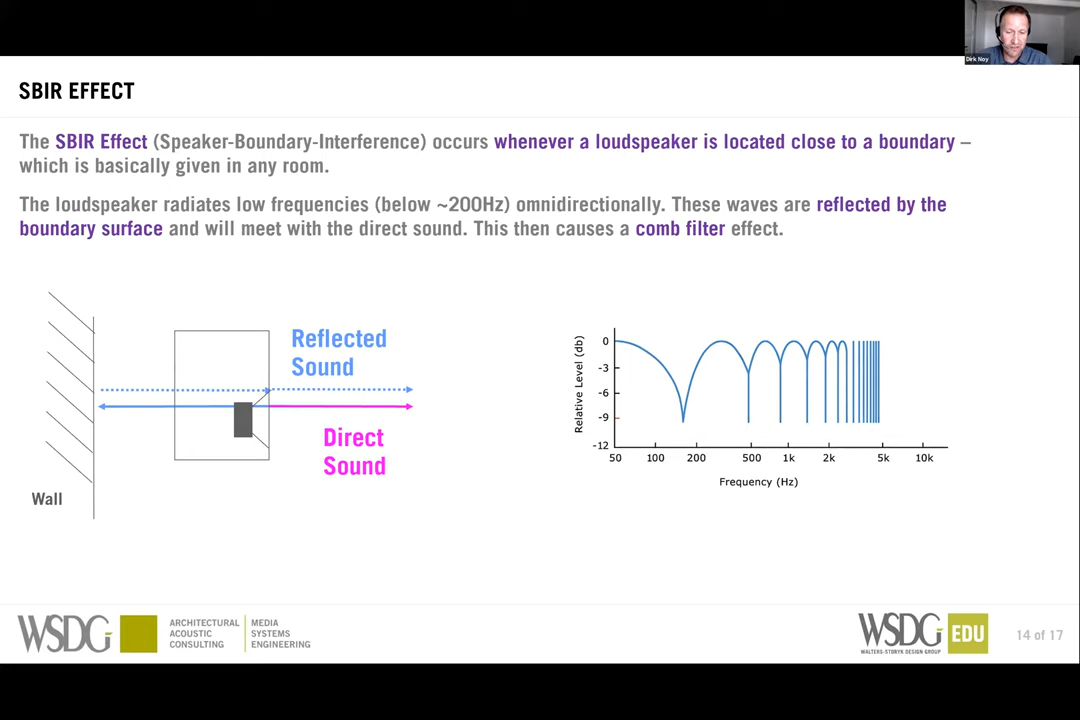 Dirk Noy
SBIR EFFECT
The SBIR Effect (Speaker-Boundary-Interference) occurs whenever a loudspeaker is located close to a boundary –
which is basically given in any room.
The loudspeaker radiates low frequencies (below ~200Hz) omnidirectionally. These waves are reflected by the
boundary surface and will meet with the direct sound. This then causes a comb filter effect.
Reflected
Sound
Direct
Sound
Wall
Relative Level (db)
0
-3
-6
-9
-12
50 100 200 500 1k 2k 5k 10k
Frequency (Hz)
WSDG
ARCHITECTURAL
ACOUSTIC
CONSULTING
MEDIA
SYSTEMS
ENGINEERING
WSDG EDU
WALTERS-STORYK DESIGN GROUP
14 of 17